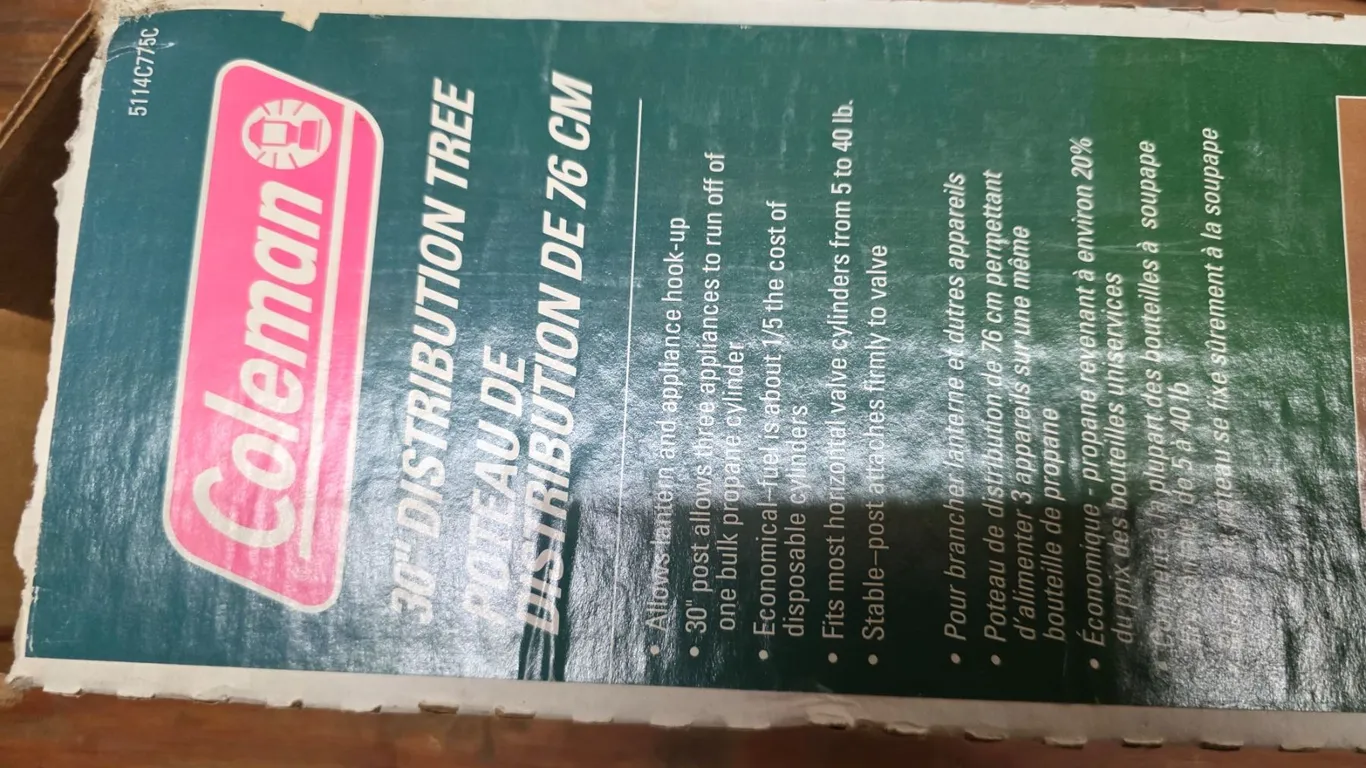 5114C775C
Coleman
30" DISTRIBUTION TREE
POTEAU DE
DISTRIBUTION DE 76 CM
• Allows lantern and appliance hook-up
• 30" post allows three appliances to run off of
one bulk propane cylinder
• Economical–fuel is about 1/5 the cost of
disposable cylinders
• Fits most horizontal valve cylinders from 5 to 40 lb.
• Stable–post attaches firmly to valve
• Pour brancher lanterne et dutres appareils
• Poteau de distribution de 76 cm permettant
d'alimenter 3 appareils sur une même
bouteille de propane
• Économique - propane revenant à environ 20%
du prix des bouteilles uniservices
plupart des bouteilles à soupape
de 5 à 40 lb
se fixe sûrement à la soupape